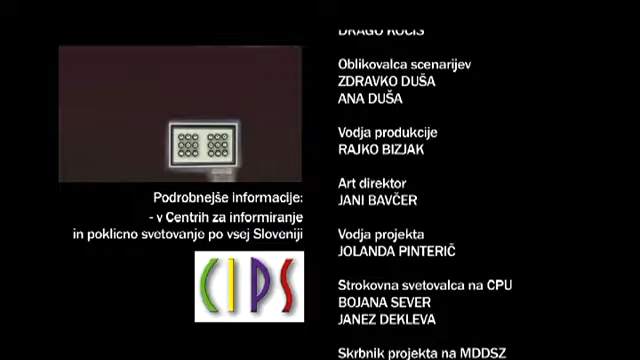 DRAGO KOCIŠ
Oblikovalca scenarijev
ZDRAVKO DUŠA
ANA DUŠA
Vodja produkcije
RAJKO BIZJAK
Art direktor
JANI BAVČER
Vodja projekta
JOLANDA PINTERIČ
Strokovna svetovalca na CPU
BOJANA SEVER
JANEZ DEKLEVA
Skrbnik projekta na MDDSZ
Podrobnejše informacije:
- v Centrih za informiranje
in poklicno svetovanje po vsej Sloveniji
CIPS